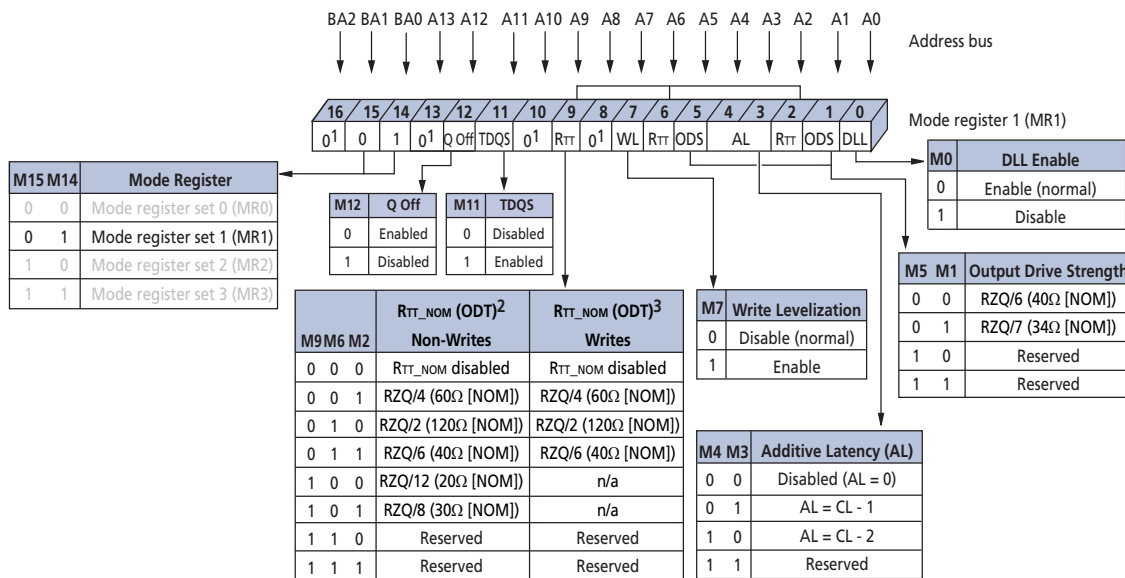 BA2 BA1 BA0 A13 A12 A11 A10 A9 A8 A7 A6 A5 A4 A3 A2 A1 A0
Address bus
16 15 14 13 12 11 10 9 8 7 6 5 4 3 2 1 0
Mode register 1 (MR1)
0¹ 0 1 0¹ Q Off TDQS 0¹ RTT 0¹ WL RTT ODS AL RTT ODS DLL
M15 M14 Mode Register
0 0 Mode register set 0 (MR0)
0 1 Mode register set 1 (MR1)
1 0 Mode register set 2 (MR2)
1 1 Mode register set 3 (MR3)
M12 Q Off
0 Enabled
1 Disabled
M11 TDQS
0 Disabled
1 Enabled
M0 DLL Enable
0 Enable (normal)
1 Disable
M5 M1 Output Drive Strength
0 0 RZQ/6 (40Ω [NOM])
0 1 RZQ/7 (34Ω [NOM])
1 0 Reserved
1 1 Reserved
M9 M6 M2 RTT_NOM (ODT)² Non-Writes RTT_NOM (ODT)³ Writes
0 0 0 RTT_NOM disabled RTT_NOM disabled
0 0 1 RZQ/4 (60Ω [NOM]) RZQ/4 (60Ω [NOM])
0 1 0 RZQ/2 (120Ω [NOM]) RZQ/2 (120Ω [NOM])
0 1 1 RZQ/6 (40Ω [NOM]) RZQ/6 (40Ω [NOM])
1 0 0 RZQ/12 (20Ω [NOM]) n/a
1 0 1 RZQ/8 (30Ω [NOM]) n/a
1 1 0 Reserved Reserved
1 1 1 Reserved Reserved
M7 Write Levelization
0 Disable (normal)
1 Enable
M4 M3 Additive Latency (AL)
0 0 Disabled (AL = 0)
0 1 AL = CL - 1
1 0 AL = CL - 2
1 1 Reserved